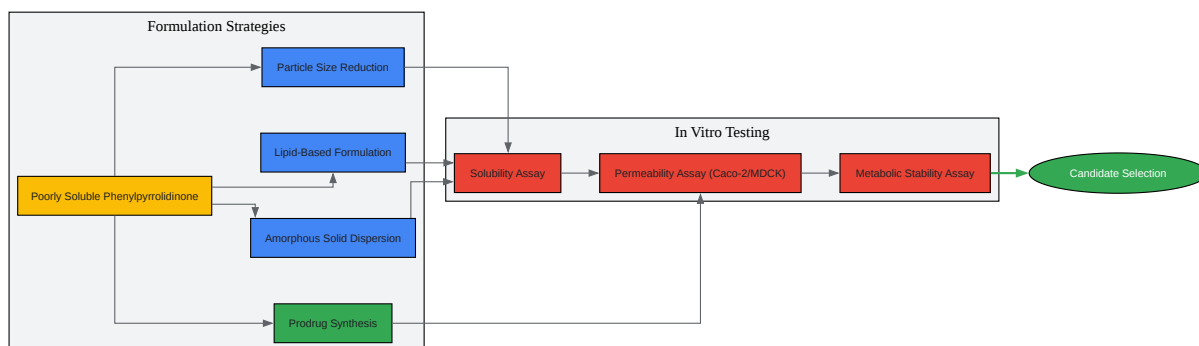 Formulation Strategies
Particle Size Reduction
In Vitro Testing
Lipid-Based Formulation
Solubility Assay
Permeability Assay (Caco-2/MDCK)
Metabolic Stability Assay
Candidate Selection
Poorly Soluble Phenylpyrrolidinone
Amorphous Solid Dispersion
Prodrug Synthesis